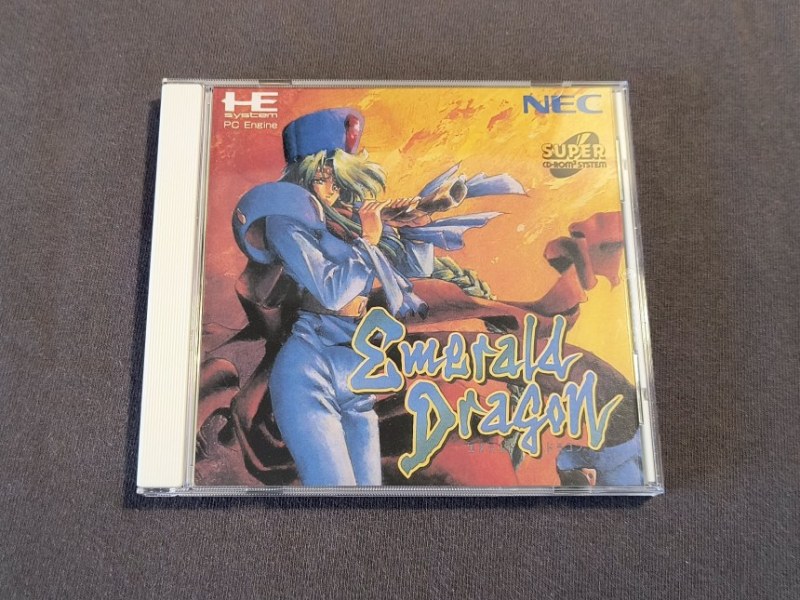 HE
system
PC Engine
NEC
SUPER
CD-ROM² SYSTEM
Emerald
Dragon